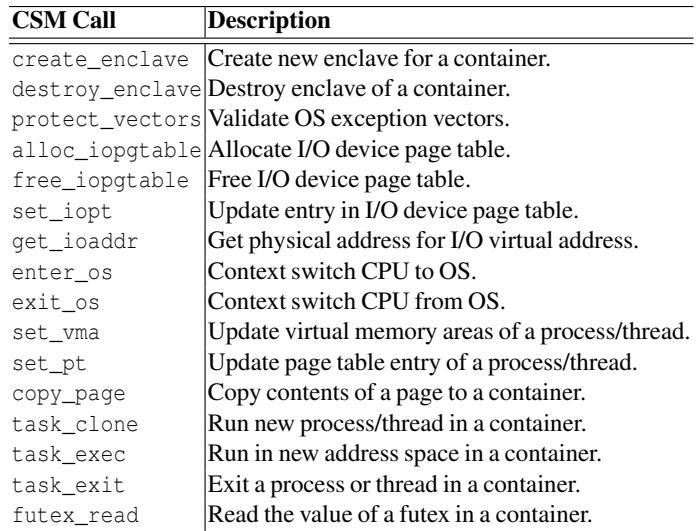 CSM Call Description
create_enclave Create new enclave for a container.
destroy_enclave Destroy enclave of a container.
protect_vectors Validate OS exception vectors.
alloc_iopgtable Allocate I/O device page table.
free_iopgtable Free I/O device page table.
set_iopt Update entry in I/O device page table.
get_ioaddr Get physical address for I/O virtual address.
enter_os Context switch CPU to OS.
exit_os Context switch CPU from OS.
set_vma Update virtual memory areas of a process/thread.
set_pt Update page table entry of a process/thread.
copy_page Copy contents of a page to a container.
task_clone Run new process/thread in a container.
task_exec Run in new address space in a container.
task_exit Exit a process or thread in a container.
futex_read Read the value of a futex in a container.